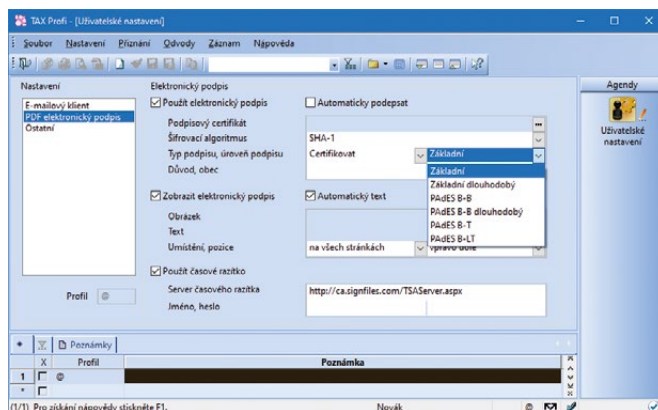 TAX Profi - [Uživatelské nastavení]
Soubor Nastavení Přiznání Odvody Záznam Nápověda
Nastavení
E-mailový klient
PDF elektronický podpis
Ostatní
Profil @
Elektronický podpis
Použít elektronický podpis Automaticky podepsat
Podpisový certifikát
Šifrovací algoritmus SHA-1
Typ podpisu, úroveň podpisu Certifikovat Základní
Důvod, obec
Základní
Základní dlouhodobý
PAdES B-B
PAdES B-B dlouhodobý
PAdES B-T
PAdES B-LT
Zobrazit elektronický podpis Automatický text
Obrázek
Text
Umístění, pozice na všech stránkách vpravo dole
Použít časové razítko
Server časového razítka http://ca.signfiles.com/TSAServer.aspx
Jméno, heslo
Agendy
Uživatelské
nastavení
Poznámky
X Profil Poznámka
1 @
*
(1/1) Pro získání nápovědy stiskněte F1. Novák @